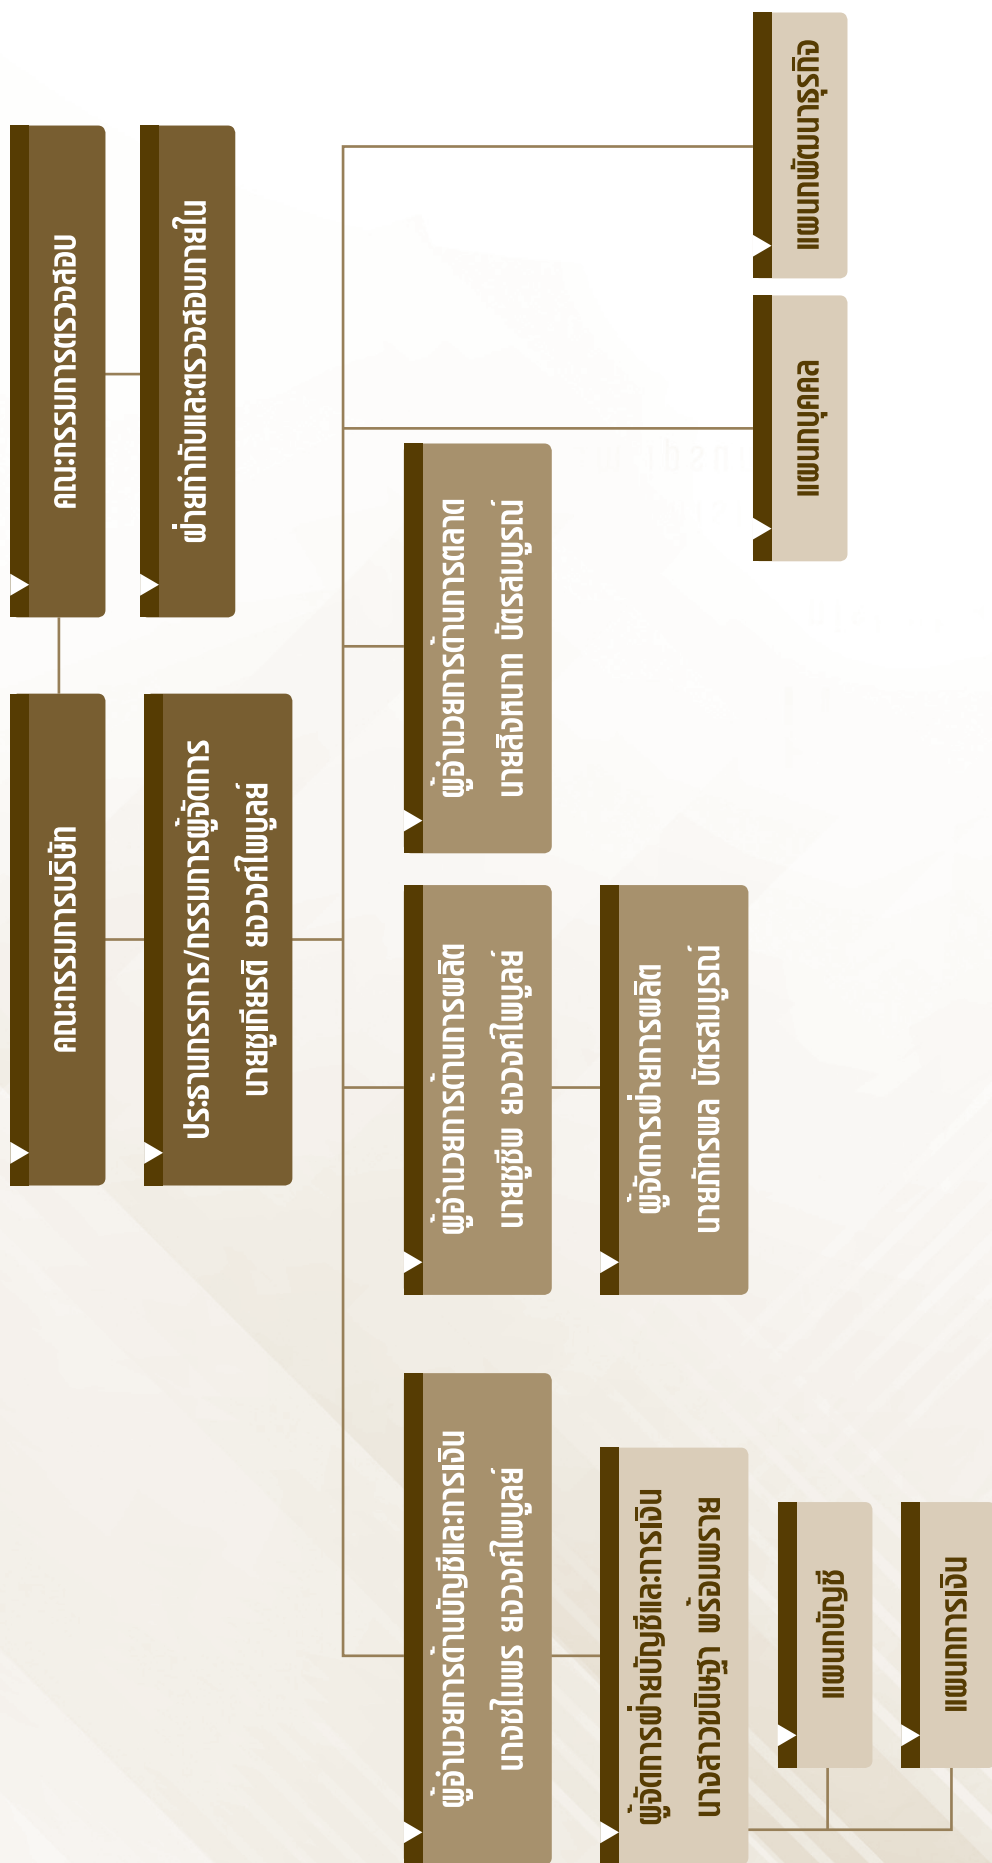 คณะกรรมการบริษัท
คณะกรรมการตรวจสอบ
ประธานกรรการ/กรรมการผู้จัดการ
นายชูเกียรติ ยงวงศ์ไพบูลย์
ฝ่ายกำกับและตรวจสอบภายใน
ผู้อำนวยการด้านบัญชีและการเงิน
นางชไมพร ยงวงศ์ไพบูลย์
ผู้อำนวยการด้านการผลิต
นายชูชีพ ยงวงศ์ไพบูลย์
ผู้อำนวยการด้านการตลาด
นายสิงหนาท บัตรสมบูรณ์
ผู้จัดการฝ่ายบัญชีและการเงิน
นางสาวขนิษฐา พร้อมพราย
ผู้จัดการฝ่ายการผลิต
นายภัทรพล บัตรสมบูรณ์
แผนกบุคคล
แผนกพัฒนาธุรกิจ
แผนกบัญชี
แผนกการเงิน